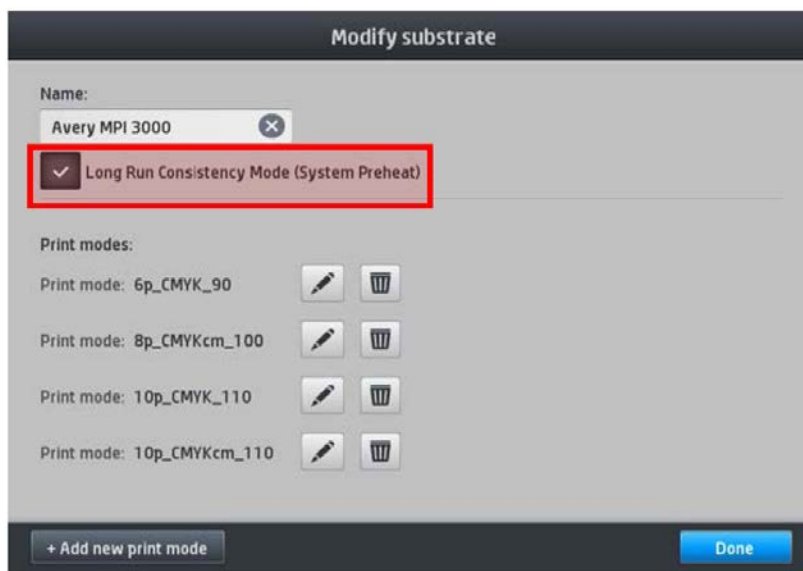 Modify substrate
Name:
Avery MPI 3000
Long Run Consistency Mode (System Preheat)
Print modes:
Print mode: 6p_CMYK_90
Print mode: 8p_CMYKcm_100
Print mode: 10p_CMYK_110
Print mode: 10p_CMYKcm_110
+ Add new print mode
Done